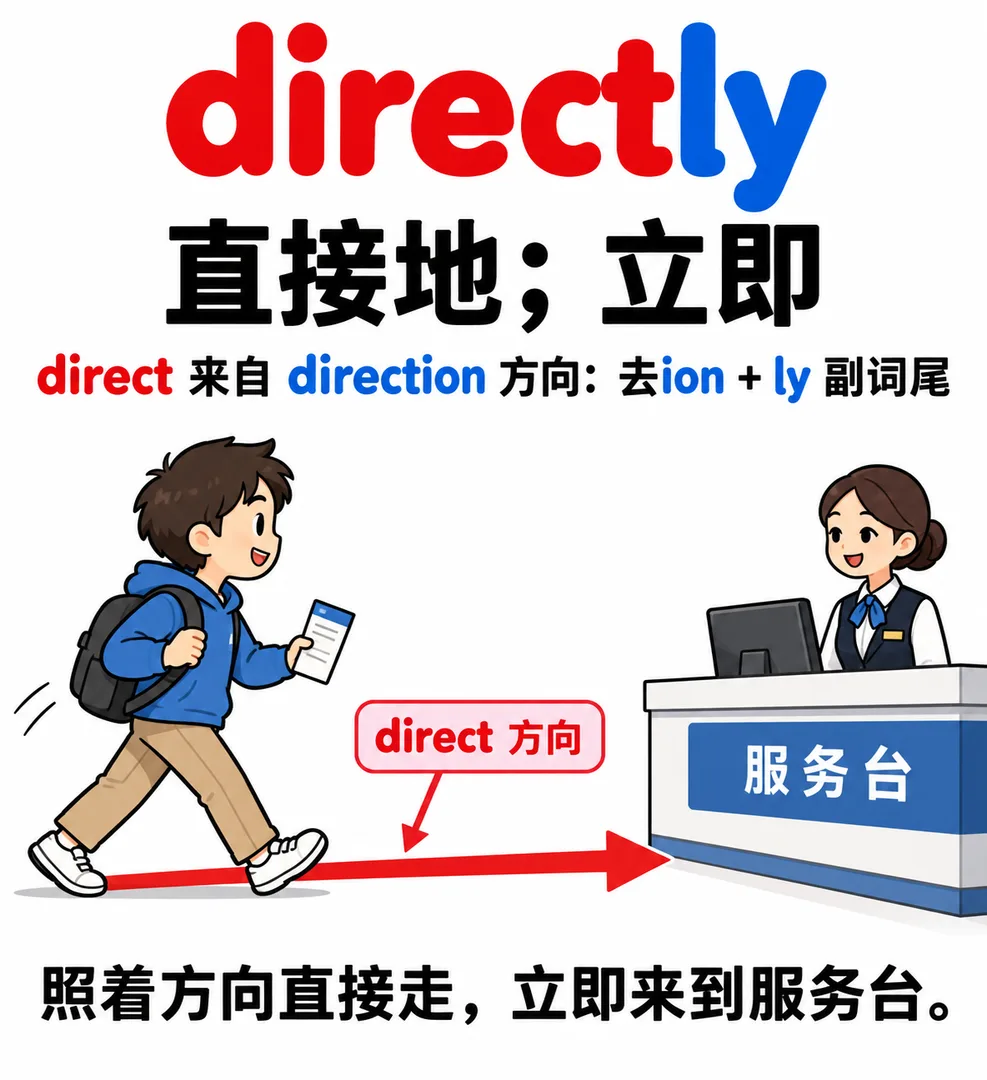 directly
直接地；立即
direct 来自 direction 方向：去ion + ly 副词尾
direct 方向
服务台
照着方向直接走，立即来到服务台。